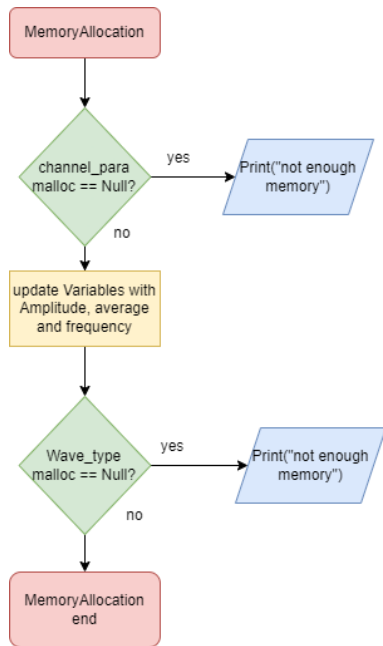 MemoryAllocation
channel_para
malloc == Null?
yes
Print("not enough
memory")
no
update Variables with
Amplitude, average
and frequency
Wave_type
malloc == Null?
yes
Print("not enough
memory")
no
MemoryAllocation
end